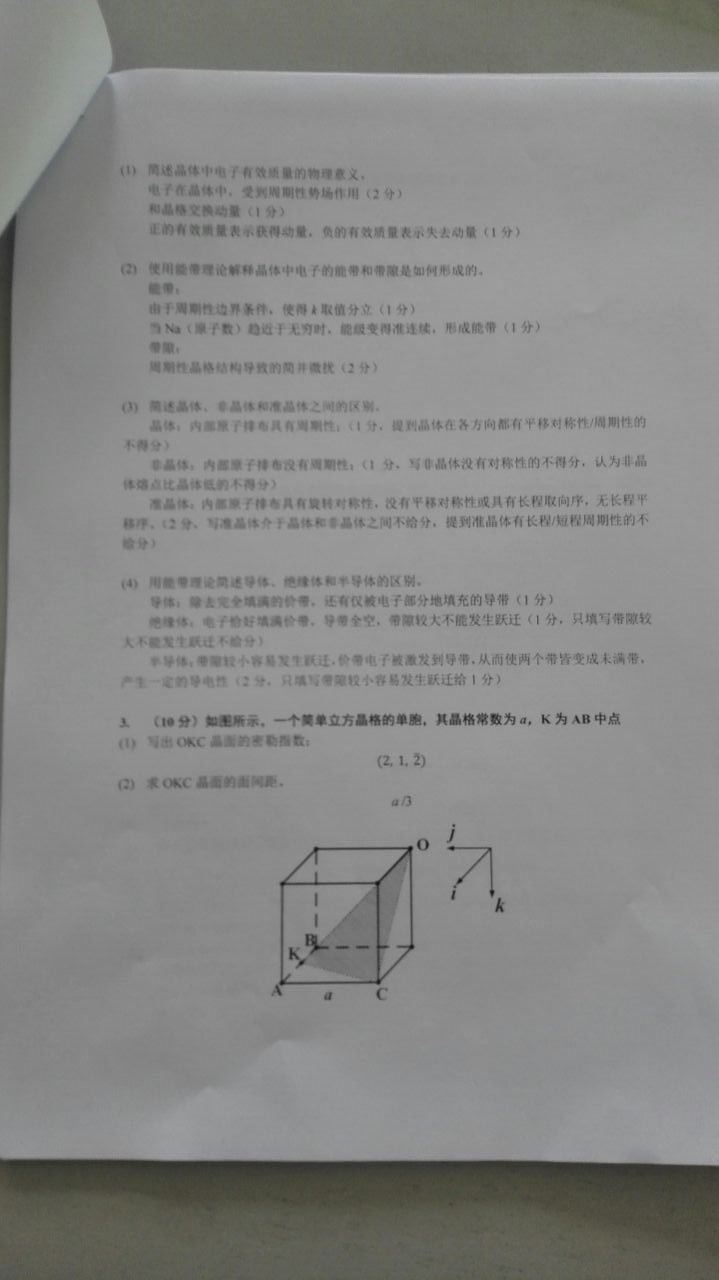 (1) 简述晶体中电子有效质量的物理意义。
电子在晶体中，受到周期性势场作用（2 分）
和晶格交换动量（1 分）
正的有效质量表示获得动量，负的有效质量表示失去动量（1 分）
(2) 使用能带理论解释晶体中电子的能带和带隙是如何形成的。
能带：
由于周期性边界条件，使得 k 取值分立（1 分）
当 Na（原子数）趋近于无穷时，能级变得准连续，形成能带（1 分）
带隙：
周期性晶格结构导致的简并微扰（2 分）
(3) 简述晶体、非晶体和准晶体之间的区别。
晶体：内部原子排布具有周期性；（1 分，提到晶体在各方向都有平移对称性/周期性的
不得分）
非晶体：内部原子排布没有周期性；（1 分，写非晶体没有对称性的不得分，认为非晶
体熔点比晶体低的不得分）
准晶体：内部原子排布具有旋转对称性，没有平移对称性或具有长程取向序，无长程平
移序。（2 分，写准晶体介于晶体和非晶体之间不给分，提到准晶体有长程/短程周期性的不
给分）
(4) 用能带理论简述导体、绝缘体和半导体的区别。
导体：除去完全填满的价带，还有仅被电子部分地填充的导带（1 分）
绝缘体：电子恰好填满价带，导带全空，带隙较大不能发生跃迁（1 分，只填写带隙较
大不能发生跃迁不给分）
半导体：带隙较小容易发生跃迁，价带电子被激发到导带，从而使两个带皆变成未满带，
产生一定的导电性（2 分，只填写带隙较小容易发生跃迁给 1 分）
3. （10 分）如图所示，一个简单立方晶格的单胞，其晶格常数为 a，K 为 AB 中点
(1) 写出 OKC 晶面的密勒指数；
(2, 1, 2̄)
(2) 求 OKC 晶面的面间距。
a/3
O
j
i
k
B
K
A
a
C